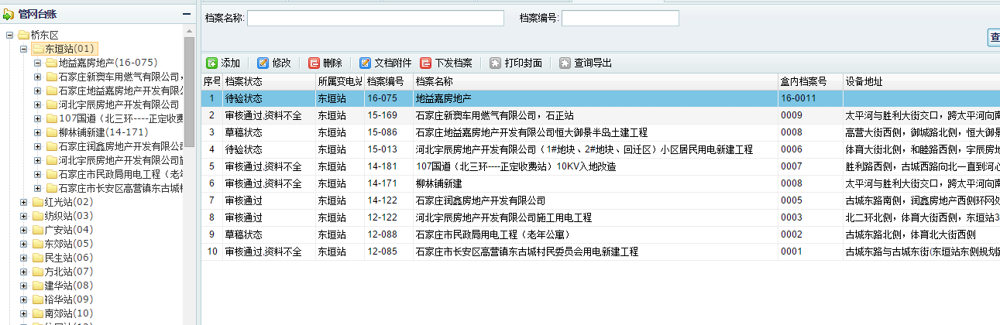 管网台账
档案名称:
档案编号:
查
桥东区
东垣站(01)
地益嘉房地产(16-075)
石家庄新澳车用燃气有限公司,
石家庄地益嘉房地产开发有限公
河北宇辰房地产开发有限公司
107国道（北三环----正定收费
柳林铺新建(14-171)
石家庄润鑫房地产开发有限公司
河北宇辰房地产开发有限公司施
石家庄市民政局用电工程（老年
石家庄市长安区高营镇东古城村
红光站(02)
纺织站(03)
广安站(04)
东郊站(05)
民生站(06)
方北站(07)
建华站(08)
裕华站(09)
南郊站(10)
添加 修改 删除 文档附件 下发档案 打印封面 查询导出
序号 档案状态 所属变电站 档案编号 档案名称 盒内档案号 设备地址
1 待验状态 东垣站 16-075 地益嘉房地产 16-0011
2 审核通过,资料不全 东垣站 15-169 石家庄新澳车用燃气有限公司，石正站 0009 太平河与胜利大街交口，跨太平河向南
3 草稿状态 东垣站 15-086 石家庄地益嘉房地产开发有限公司恒大御景半岛土建工程 0008 高营大街西侧，御城路北侧，恒大御景
4 待验状态 东垣站 15-013 河北宇辰房地产开发有限公司（1#地块、2#地块、回迁区）小区居民用电新建工程 0006 体育大街北侧，和睦路西侧，宇辰房地
5 审核通过,资料不全 东垣站 14-181 107国道（北三环----正定收费站）10KV入地改造 0007 胜利路西侧，古城西路向北一直到河心
6 审核通过,资料不全 东垣站 14-171 柳林铺新建 0008 太平河与胜利大街交口，跨太平河向南
7 审核通过 东垣站 14-122 石家庄润鑫房地产开发有限公司 0005 古城东路南侧，润鑫房地产西侧环网处
8 审核通过 东垣站 12-122 河北宇辰房地产开发有限公司施工用电工程 0003 北二环北侧，体育大街西侧，东垣站3
9 草稿状态 东垣站 12-088 石家庄市民政局用电工程（老年公寓） 0002 古城东路北侧，体育北大街西侧
10 审核通过,资料不全 东垣站 12-085 石家庄市长安区高营镇东古城村民委员会用电新建工程 0001 古城东路与古城东街(东垣站东侧规划路